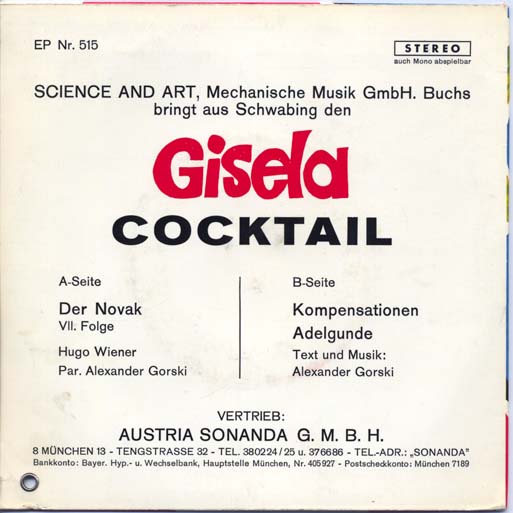 EP Nr. 515
STEREO
auch Mono abspielbar
SCIENCE AND ART, Mechanische Musik GmbH. Buchs
bringt aus Schwabing den
Gisela
COCKTAIL
A-Seite
Der Novak
VII. Folge
Hugo Wiener
Par. Alexander Gorski
B-Seite
Kompensationen
Adelgunde
Text und Musik:
Alexander Gorski
VERTRIEB:
AUSTRIA SONANDA G. M. B. H.
8 MÜNCHEN 13 - TENGSTRASSE 32 - TEL. 380224/25 u. 376686 - TEL.-ADR.: „SONANDA"
Bankkonto: Bayer. Hyp.- u. Wechselbank, Hauptstelle München, Nr. 405927 - Postscheckkonto: München 7189